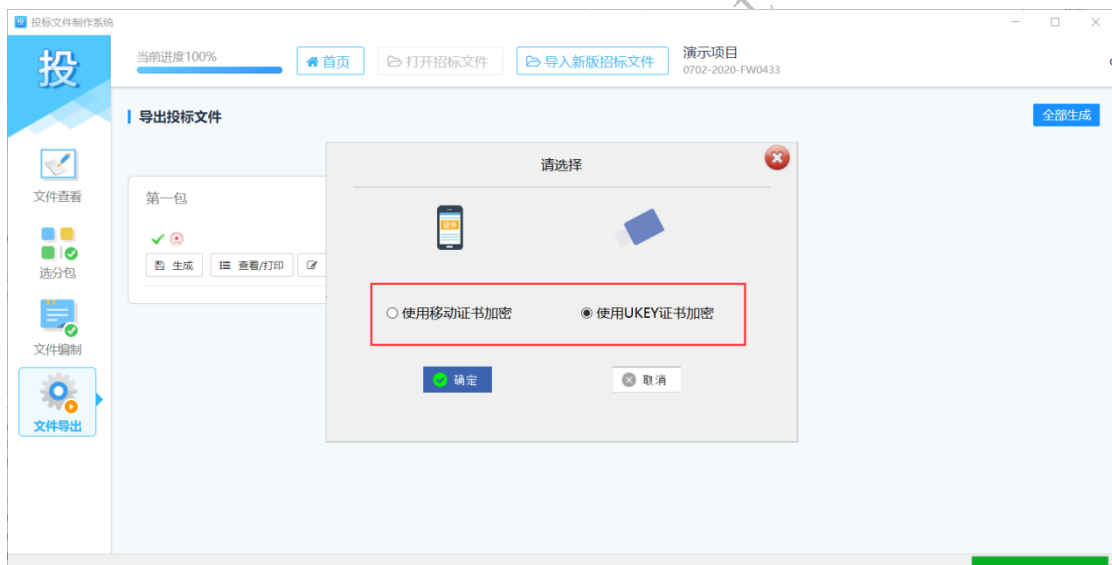 投标文件制作系统
投
当前进度100%
首页
打开招标文件
导入新版招标文件
演示项目
0702-2020-FW0433
导出投标文件
全部生成
文件查看
选分包
文件编制
文件导出
第一包
生成
查看/打印
请选择
证书
使用移动证书加密
使用UKEY证书加密
确定
取消